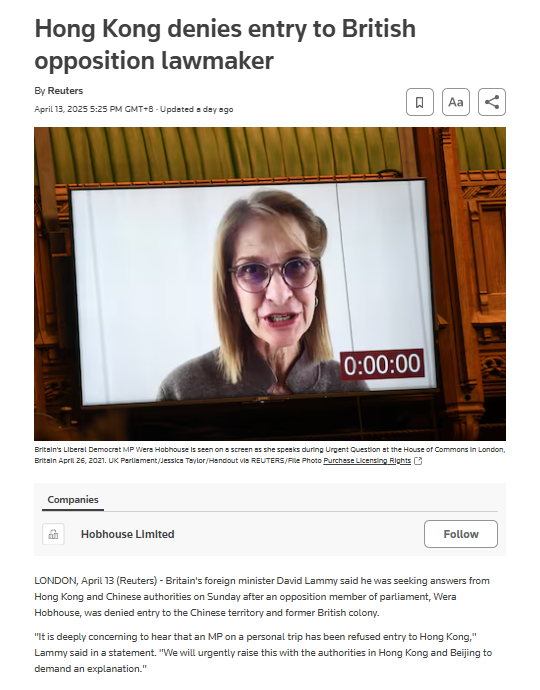 Hong Kong denies entry to British
opposition lawmaker
By Reuters
April 13, 2025 5:25 PM GMT+8 · Updated a day ago
Aa
0:00:00
Britain's Liberal Democrat MP Wera Hobhouse is seen on a screen as she speaks during Urgent Question at the House of Commons in London,
Britain April 26, 2021. UK Parliament/Jessica Taylor/Handout via REUTERS/File Photo Purchase Licensing Rights
Companies
Hobhouse Limited
Follow
LONDON, April 13 (Reuters) - Britain's foreign minister David Lammy said he was seeking answers from
Hong Kong and Chinese authorities on Sunday after an opposition member of parliament, Wera
Hobhouse, was denied entry to the Chinese territory and former British colony.
"It is deeply concerning to hear that an MP on a personal trip has been refused entry to Hong Kong,"
Lammy said in a statement. "We will urgently raise this with the authorities in Hong Kong and Beijing to
demand an explanation."